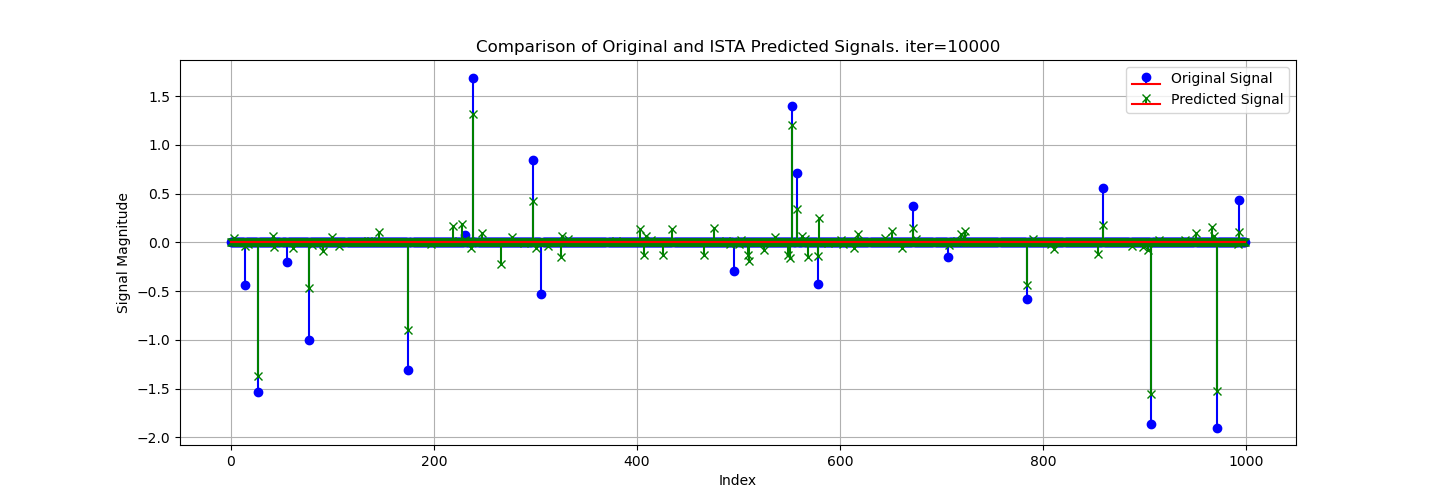 Comparison of Original and ISTA Predicted Signals. iter=10000
Original Signal
Predicted Signal
Signal Magnitude
1.5
1.0
0.5
0.0
−0.5
−1.0
−1.5
−2.0
0 200 400 600 800 1000
Index